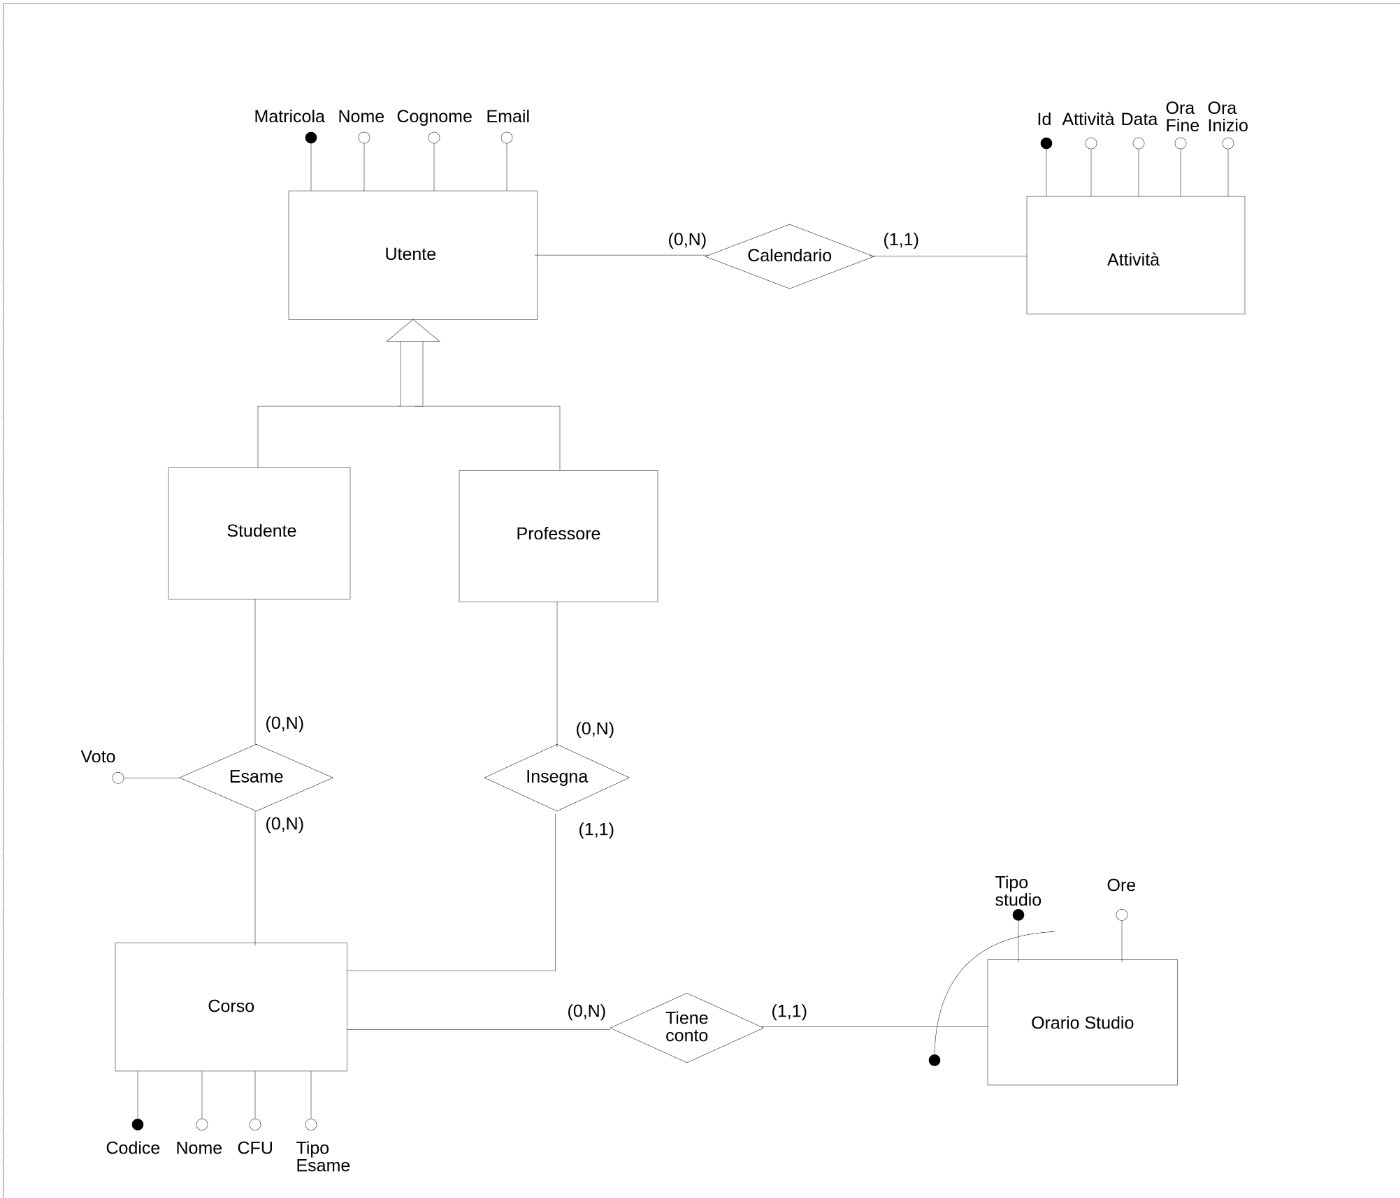 Matricola Nome Cognome Email
Id Attività Data
Ora
Fine
Ora
Inizio
Utente
(0,N)
Calendario
(1,1)
Attività
Studente
Professore
(0,N)
(0,N)
Voto
Esame
Insegna
(0,N)
(1,1)
Tipo
studio
Ore
Corso
(0,N)
Tiene
conto
(1,1)
Orario Studio
Codice Nome CFU
Tipo
Esame